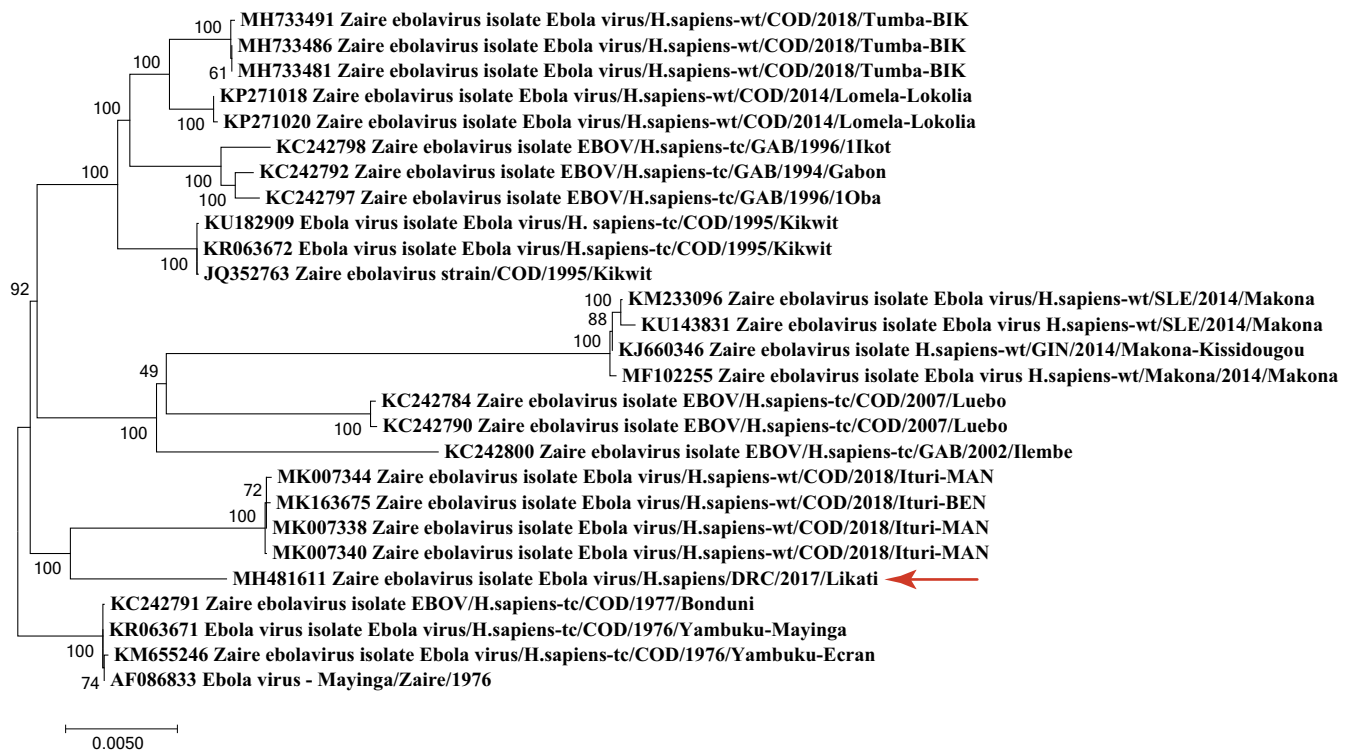 100
MH733491 Zaire ebolavirus isolate Ebola virus/H.sapiens-wt/COD/2018/Tumba-BIK
MH733486 Zaire ebolavirus isolate Ebola virus/H.sapiens-wt/COD/2018/Tumba-BIK
100
61
MH733481 Zaire ebolavirus isolate Ebola virus/H.sapiens-wt/COD/2018/Tumba-BIK
KP271018 Zaire ebolavirus isolate Ebola virus/H.sapiens-wt/COD/2014/Lomela-Lokolia
100
100
KP271020 Zaire ebolavirus isolate Ebola virus/H.sapiens-wt/COD/2014/Lomela-Lokolia
KC242798 Zaire ebolavirus isolate EBOV/H.sapiens-tc/GAB/1996/1Ikot
100
100
KC242792 Zaire ebolavirus isolate EBOV/H.sapiens-tc/GAB/1994/Gabon
100
KC242797 Zaire ebolavirus isolate EBOV/H.sapiens-tc/GAB/1996/1Oba
KU182909 Ebola virus isolate Ebola virus/H. sapiens-tc/COD/1995/Kikwit
KR063672 Ebola virus isolate Ebola virus/H.sapiens-tc/COD/1995/Kikwit
100
JQ352763 Zaire ebolavirus strain/COD/1995/Kikwit
92
100
KM233096 Zaire ebolavirus isolate Ebola virus/H.sapiens-wt/SLE/2014/Makona
88
KU143831 Zaire ebolavirus isolate Ebola virus H.sapiens-wt/SLE/2014/Makona
100
KJ660346 Zaire ebolavirus isolate H.sapiens-wt/GIN/2014/Makona-Kissidougou
49
MF102255 Zaire ebolavirus isolate Ebola virus H.sapiens-wt/Makona/2014/Makona
KC242784 Zaire ebolavirus isolate EBOV/H.sapiens-tc/COD/2007/Luebo
100
100
KC242790 Zaire ebolavirus isolate EBOV/H.sapiens-tc/COD/2007/Luebo
KC242800 Zaire ebolavirus isolate EBOV/H.sapiens-tc/GAB/2002/Ilembe
MK007344 Zaire ebolavirus isolate Ebola virus/H.sapiens-wt/COD/2018/Ituri-MAN
72
MK163675 Zaire ebolavirus isolate Ebola virus/H.sapiens-wt/COD/2018/Ituri-BEN
100
MK007338 Zaire ebolavirus isolate Ebola virus/H.sapiens-wt/COD/2018/Ituri-MAN
MK007340 Zaire ebolavirus isolate Ebola virus/H.sapiens-wt/COD/2018/Ituri-MAN
100
MH481611 Zaire ebolavirus isolate Ebola virus/H.sapiens/DRC/2017/Likati
KC242791 Zaire ebolavirus isolate EBOV/H.sapiens-tc/COD/1977/Bonduni
KR063671 Ebola virus isolate Ebola virus/H.sapiens-tc/COD/1976/Yambuku-Mayinga
100
KM655246 Zaire ebolavirus isolate Ebola virus/H.sapiens-tc/COD/1976/Yambuku-Ecran
74
AF086833 Ebola virus - Mayinga/Zaire/1976
0.0050